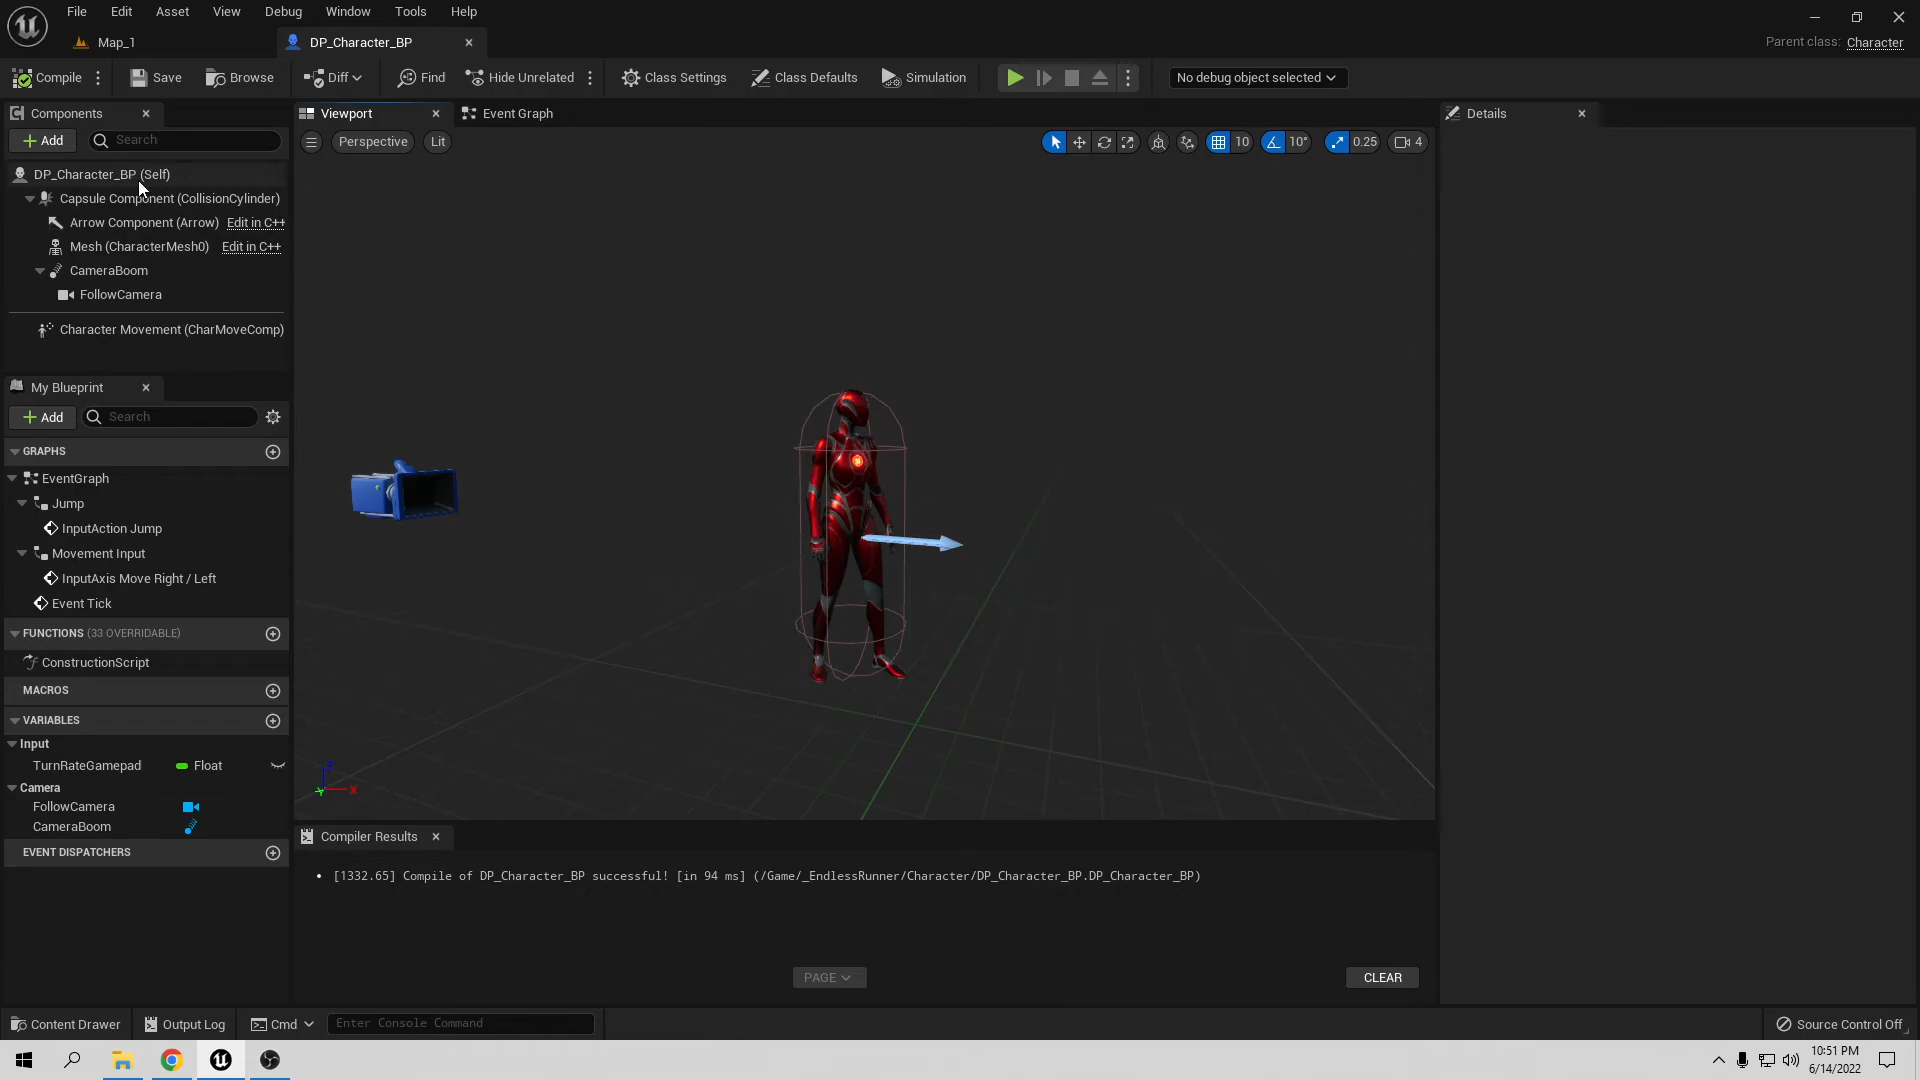 File Edit Asset View Debug Window Tools Help
Map_1
DP_Character_BP
Parent class: Character
Compile
Save
Browse
Diff
Find
Hide Unrelated
Class Settings
Class Defaults
Simulation
No debug object selected
Components
Add
Search
DP_Character_BP (Self)
Capsule Component (CollisionCylinder)
Arrow Component (Arrow) Edit in C++
Mesh (CharacterMesh0) Edit in C++
CameraBoom
FollowCamera
Character Movement (CharMoveComp)
My Blueprint
Add
Search
GRAPHS
EventGraph
Jump
InputAction Jump
Movement Input
InputAxis Move Right / Left
Event Tick
FUNCTIONS (33 OVERRIDABLE)
ConstructionScript
MACROS
VARIABLES
Input
TurnRateGamepad Float
Camera
FollowCamera
CameraBoom
EVENT DISPATCHERS
Viewport
Event Graph
Perspective
Lit
10
10°
0.25
4
Z
X
Compiler Results
[1332.65] Compile of DP_Character_BP successful! [in 94 ms] (/Game/_EndlessRunner/Character/DP_Character_BP.DP_Character_BP)
PAGE
CLEAR
Details
Content Drawer
Output Log
Cmd
Enter Console Command
Source Control Off
10:51 PM
6/14/2022